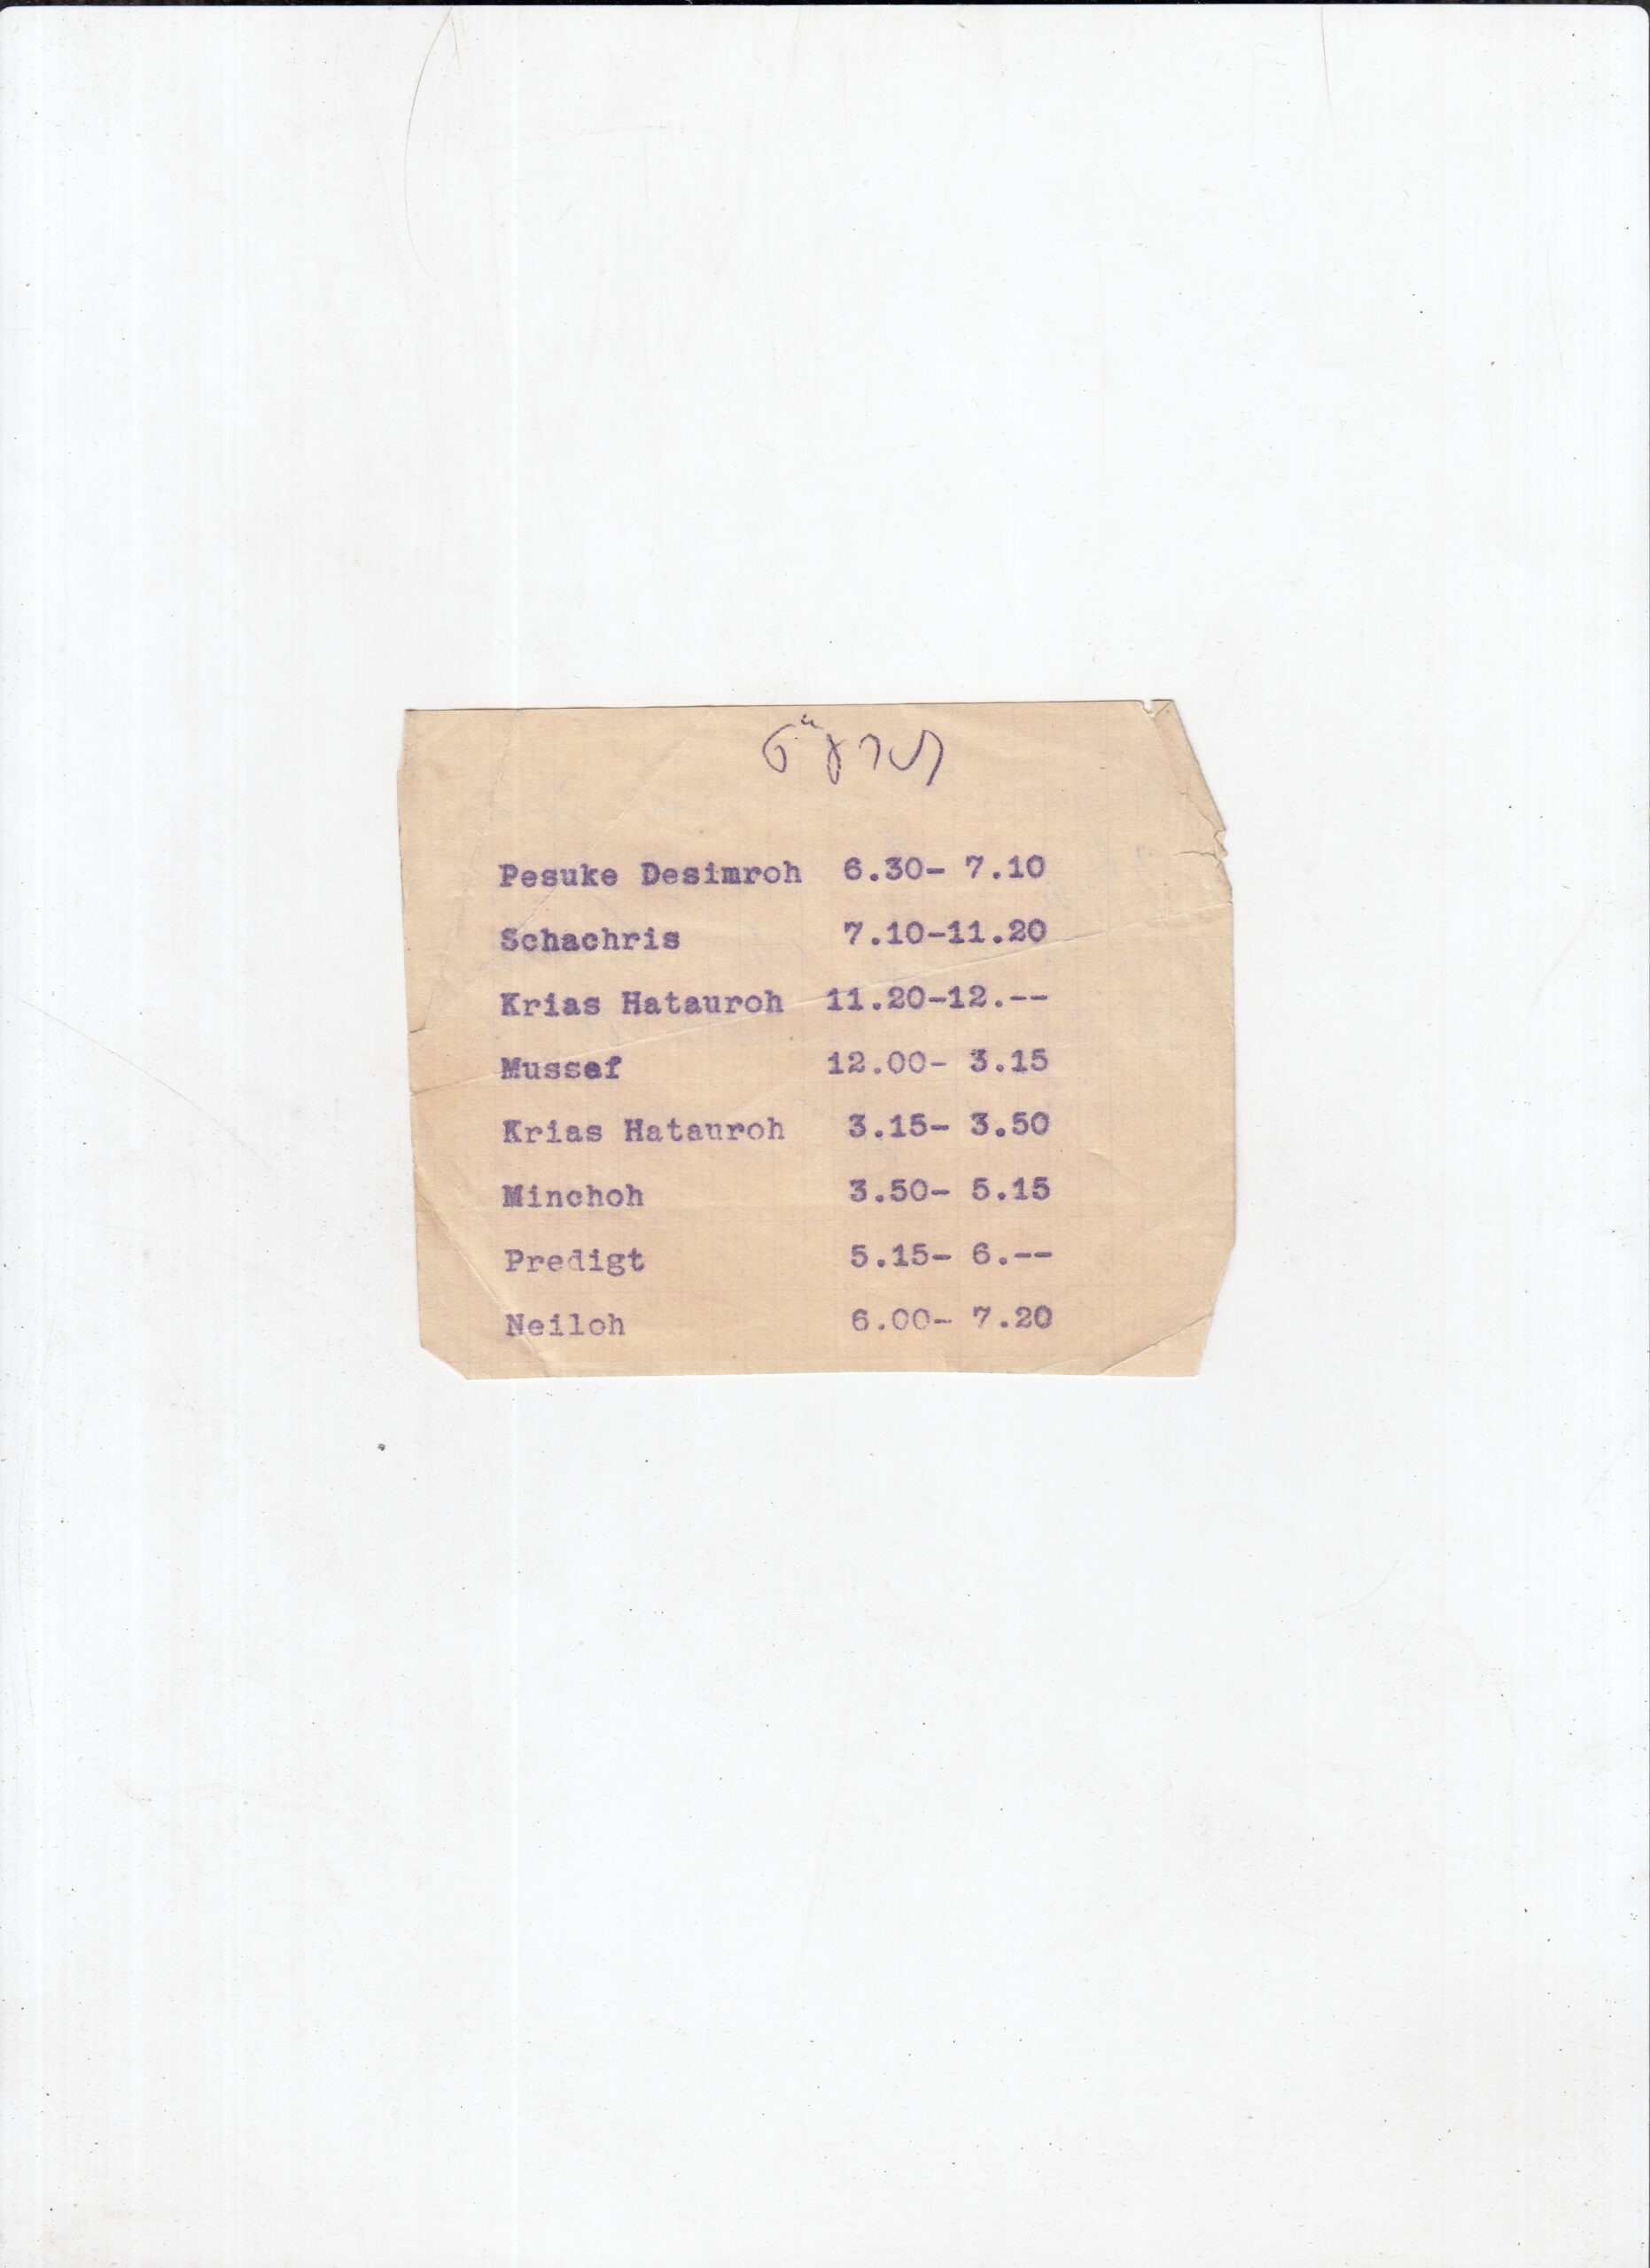 תרע"ט
Pesuke Desimroh 6.30- 7.10
Schachris 7.10-11.20
Krias Hatauroh 11.20-12.--
Mussaf 12.00- 3.15
Krias Hatauroh 3.15- 3.50
Minchoh 3.50- 5.15
Predigt 5.15- 6.--
Neiloh 6.00- 7.20